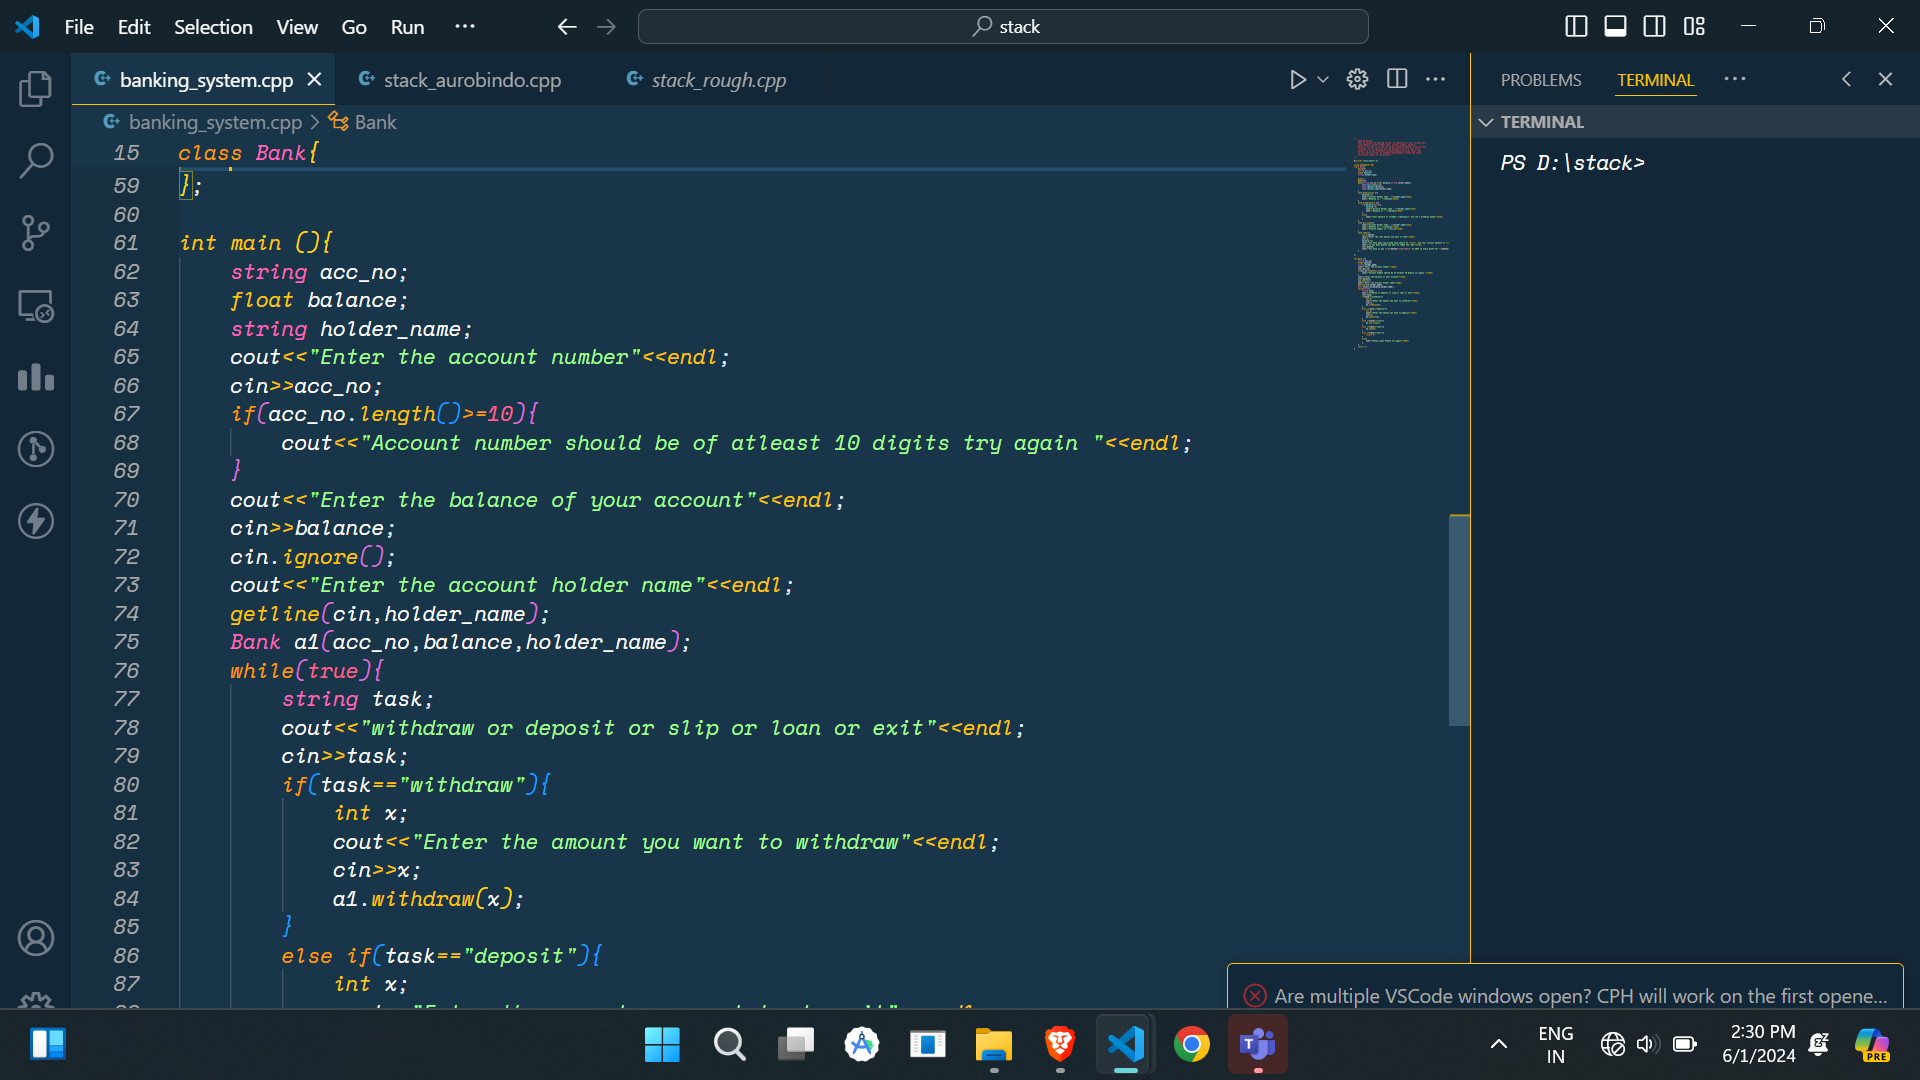 File Edit Selection View Go Run ··· stack
banking_system.cpp stack_aurobindo.cpp stack_rough.cpp
PROBLEMS TERMINAL ···
banking_system.cpp > Bank
TERMINAL
PS D:\stack>
15 class Bank{
59 };
60
61 int main (){
62 string acc_no;
63 float balance;
64 string holder_name;
65 cout<<"Enter the account number"<<endl;
66 cin>>acc_no;
67 if(acc_no.length()>=10){
68 cout<<"Account number should be of atleast 10 digits try again "<<endl;
69 }
70 cout<<"Enter the balance of your account"<<endl;
71 cin>>balance;
72 cin.ignore();
73 cout<<"Enter the account holder name"<<endl;
74 getline(cin,holder_name);
75 Bank a1(acc_no,balance,holder_name);
76 while(true){
77 string task;
78 cout<<"withdraw or deposit or slip or loan or exit"<<endl;
79 cin>>task;
80 if(task=="withdraw"){
81 int x;
82 cout<<"Enter the amount you want to withdraw"<<endl;
83 cin>>x;
84 a1.withdraw(x);
85 }
86 else if(task=="deposit"){
87 int x;
Are multiple VSCode windows open? CPH will work on the first opene...
ENG
IN
2:30 PM
6/1/2024
PRE